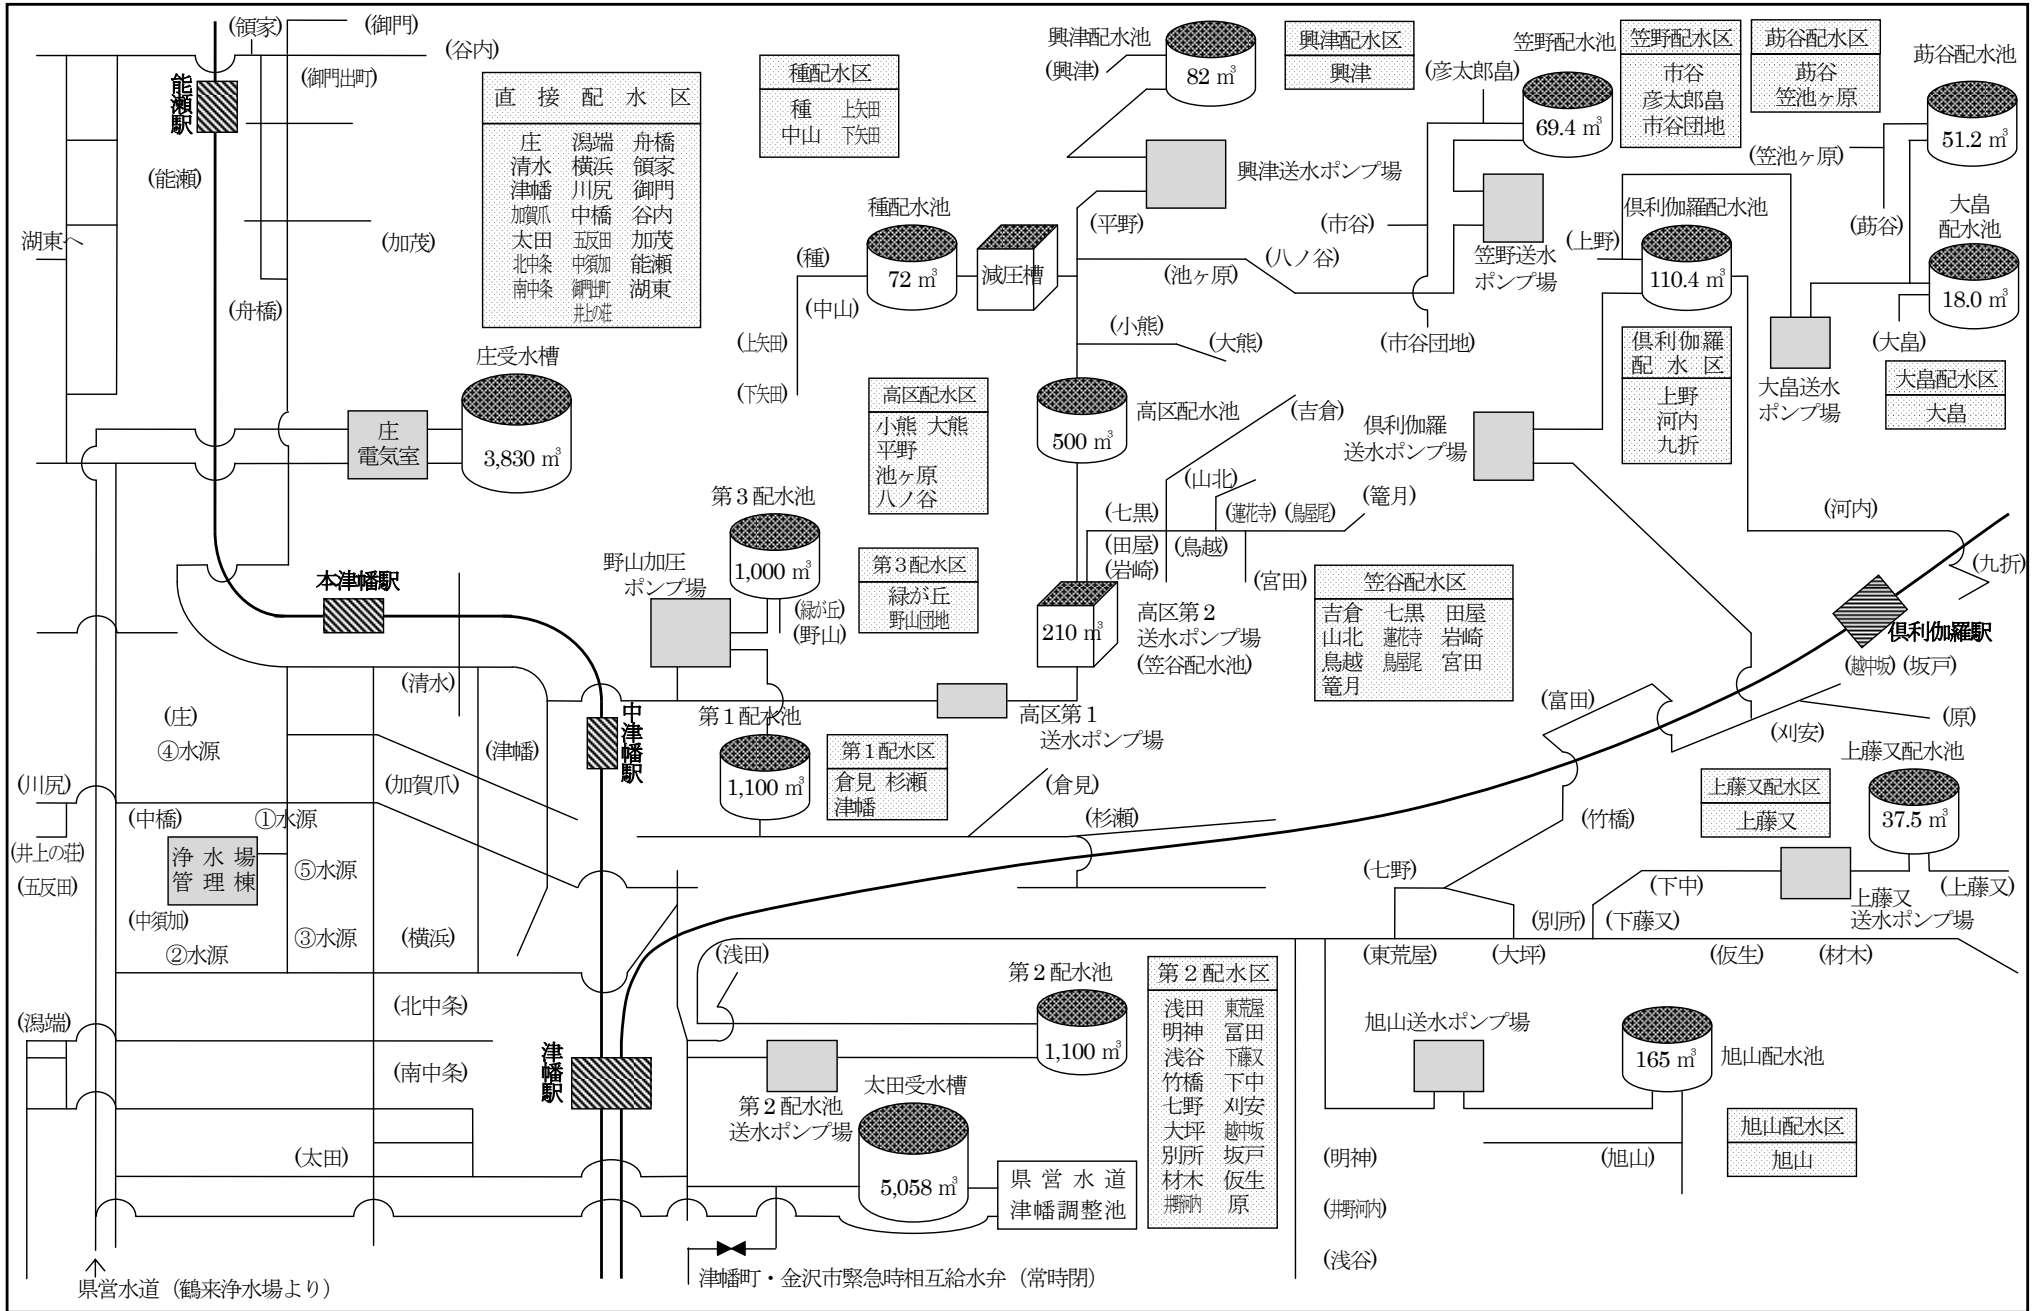 (領家)
(御門)
(谷内)
(御門出町)
能瀬駅
(能瀬)
(加茂)
湖東へ
(舟橋)
直接配水区
庄 潟端 舟橋
清水 横浜 領家
津幡 川尻 御門
加賀爪 中橋 谷内
太田 五反田 加茂
北中条 中須加 能瀬
南中条 御門出町 湖東
井上の荘
種配水区
種 上矢田
中山 下矢田
興津配水池
(興津)
82 ㎥
興津配水区
興津
興津送水ポンプ場
(平野)
笠野配水池
(彦太郎畠)
69.4 ㎥
笠野配水区
市谷
彦太郎畠
市谷団地
莇谷配水区
莇谷
笠池ヶ原
莇谷配水池
51.2 ㎥
(笠池ヶ原)
(莇谷)
大畠
配水池
18.0 ㎥
(大畠)
種配水池
72 ㎥
減圧槽
(種)
(中山)
(上矢田)
(下矢田)
(池ヶ原)
(八ノ谷)
(市谷)
笠野送水
ポンプ場
(市谷団地)
倶利伽羅配水池
(上野)
110.4 ㎥
倶利伽羅
配水区
上野
河内
九折
大畠送水
ポンプ場
大畠配水区
大畠
(小熊)
(大熊)
庄受水槽
3,830 ㎥
庄
電気室
高区配水区
小熊 大熊
平野
池ヶ原
八ノ谷
高区配水池
500 ㎥
(吉倉)
倶利伽羅
送水ポンプ場
(山北)
(七黒)
(蓮花寺)
(鳥屋尾)
(篭月)
(田屋)
(鳥越)
(岩崎)
(宮田)
(河内)
(九折)
第3配水池
1,000 ㎥
野山加圧
ポンプ場
(緑が丘)
(野山)
第3配水区
緑が丘
野山団地
210 ㎥
高区第2
送水ポンプ場
(笠谷配水池)
笠谷配水区
吉倉 七黒 田屋
山北 蓮花寺 岩崎
鳥越 鳥屋尾 宮田
篭月
本津幡駅
倶利伽羅駅
(越中坂)
(坂戸)
(清水)
(庄)
④水源
(津幡)
中津幡駅
第1配水池
1,100 ㎥
第1配水区
倉見 杉瀬
津幡
高区第1
送水ポンプ場
(富田)
(原)
(刈安)
上藤又配水池
37.5 ㎥
上藤又配水区
上藤又
(川尻)
(加賀爪)
(中橋)
①水源
(井上の荘)
浄水場
管理棟
⑤水源
(五反田)
(中須加)
②水源
③水源
(横浜)
(倉見)
(杉瀬)
(竹橋)
(七野)
(下中)
(上藤又)
上藤又
送水ポンプ場
(別所)
(下藤又)
(東荒屋)
(大坪)
(仮生)
(材木)
(浅田)
第2配水池
1,100 ㎥
第2配水区
浅田 東荒屋
明神 富田
浅谷 下藤又
竹橋 下中
七野 刈安
大坪 越中坂
別所 坂戸
材木 仮生
井野河内 原
旭山送水ポンプ場
165 ㎥
旭山配水池
旭山配水区
旭山
(北中条)
(潟端)
(南中条)
津幡駅
第2配水池
送水ポンプ場
太田受水槽
5,058 ㎥
県営水道
津幡調整池
(太田)
(明神)
(旭山)
(井野河内)
(浅谷)
県営水道(鶴来浄水場より)
津幡町・金沢市緊急時相互給水弁(常時閉)